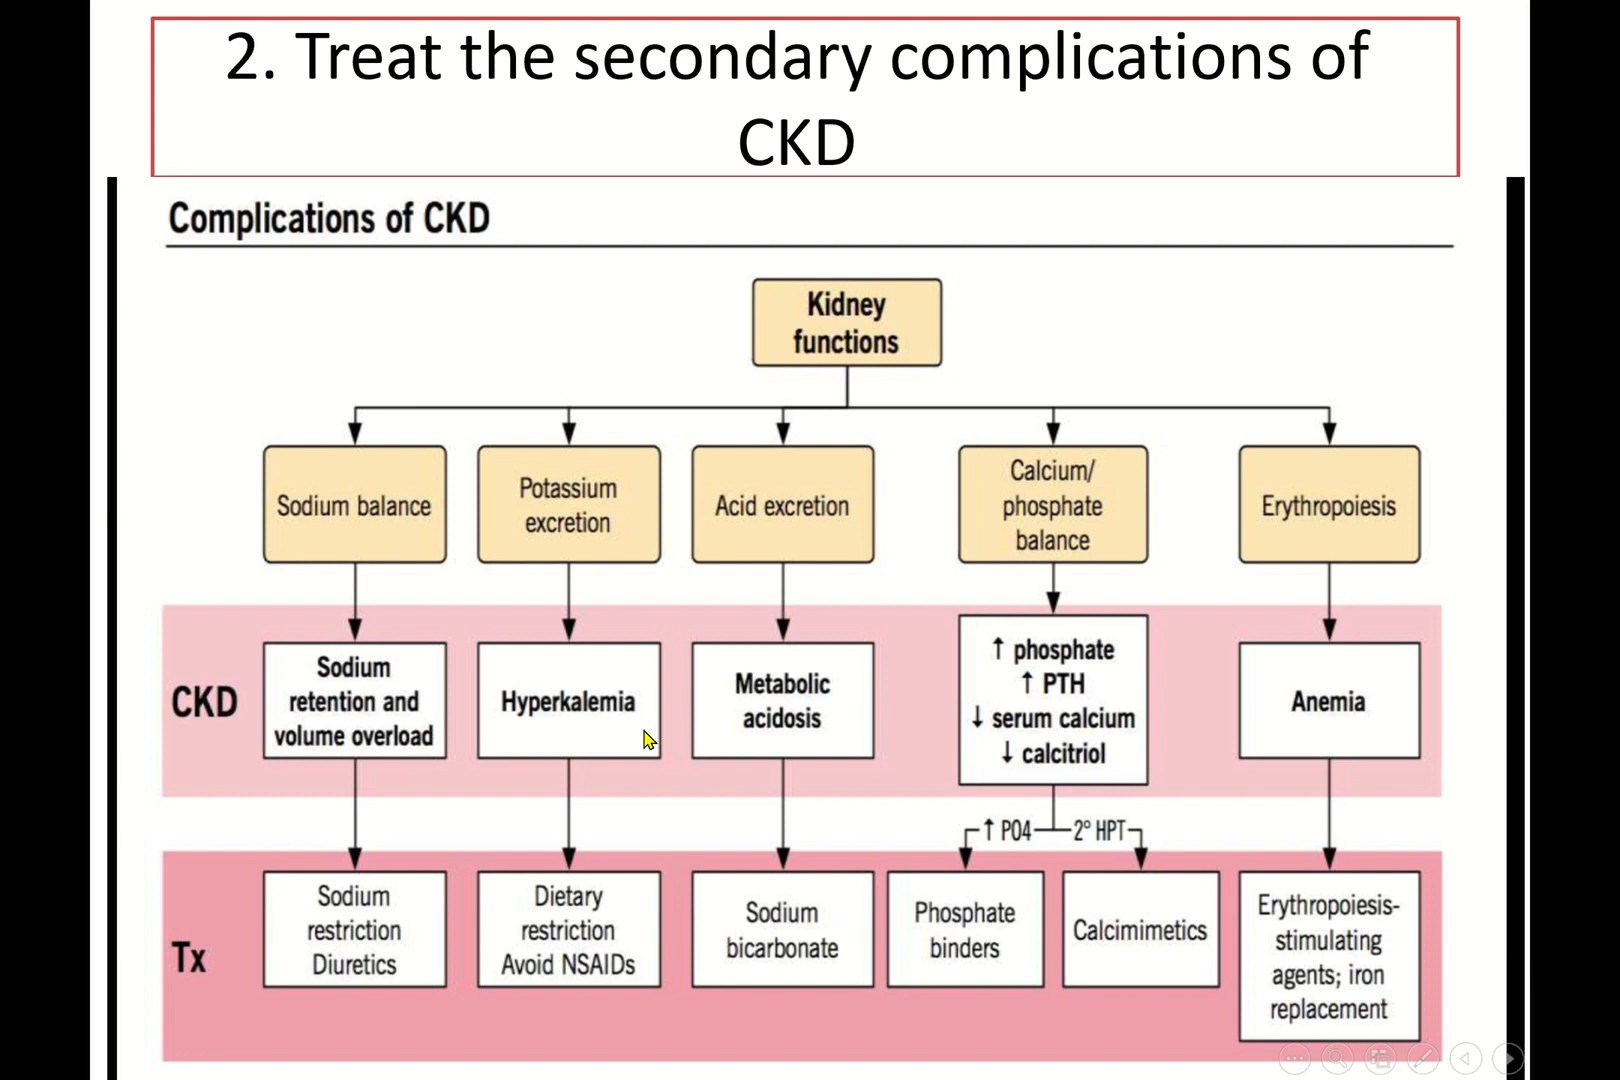 2. Treat the secondary complications of
CKD
Complications of CKD
Kidney
functions
Sodium balance
Potassium
excretion
Acid excretion
Calcium/
phosphate
balance
Erythropoiesis
CKD
Sodium
retention and
volume overload
Hyperkalemia
Metabolic
acidosis
↑ phosphate
↑ PTH
↓ serum calcium
↓ calcitriol
Anemia
↑ PO4
2° HPT
Tx
Sodium
restriction
Diuretics
Dietary
restriction
Avoid NSAIDs
Sodium
bicarbonate
Phosphate
binders
Calcimimetics
Erythropoiesis-
stimulating
agents; iron
replacement